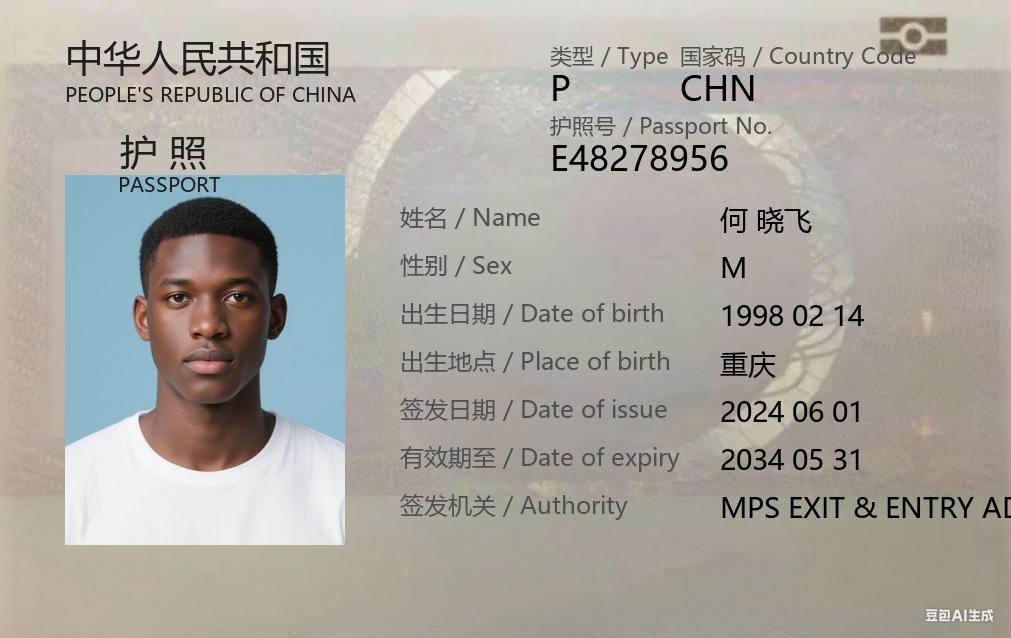 中华人民共和国
PEOPLE'S REPUBLIC OF CHINA
护 照
PASSPORT
类型 / Type 国家码 / Country Code
P CHN
护照号 / Passport No.
E48278956
姓名 / Name 何 晓飞
性别 / Sex M
出生日期 / Date of birth 1998 02 14
出生地点 / Place of birth 重庆
签发日期 / Date of issue 2024 06 01
有效期至 / Date of expiry 2034 05 31
签发机关 / Authority MPS EXIT & ENTRY AD
豆包AI生成